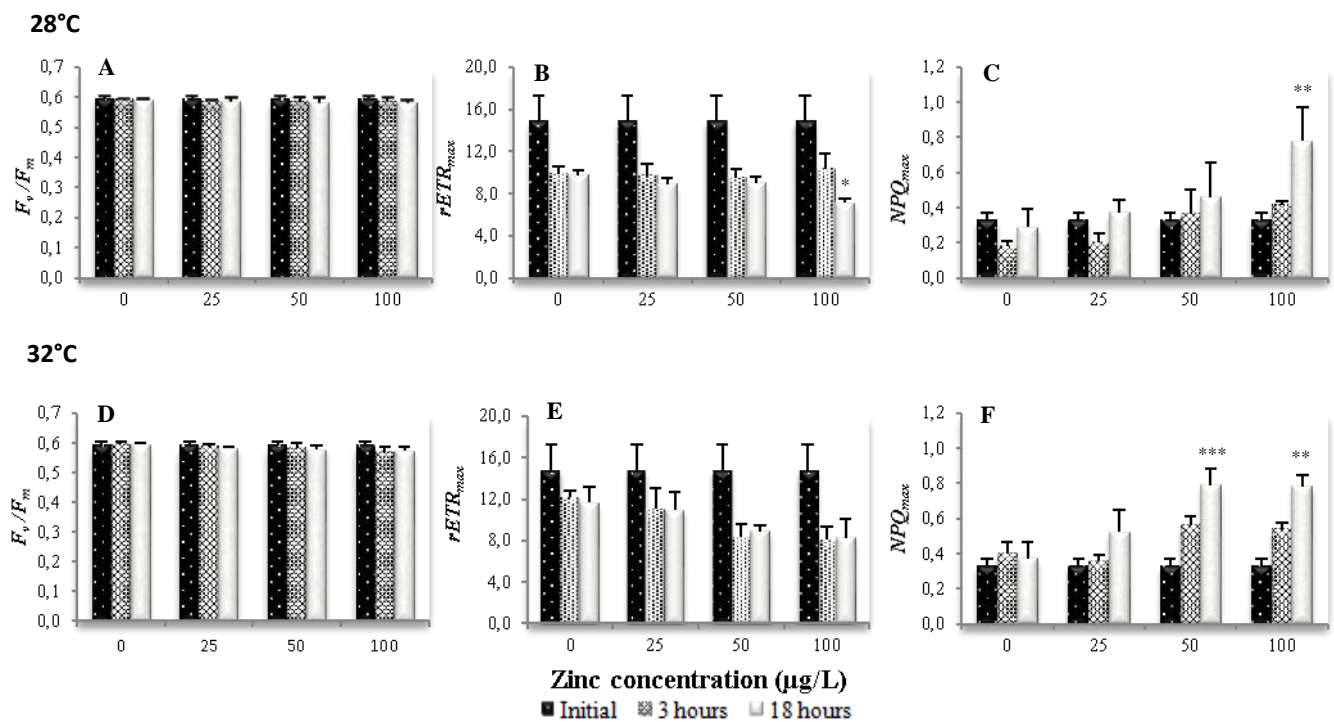 28°C
A
B
C
0,7
0,6
0,5
0,4
0,3
0,2
0,1
0,0
Fv/Fm
0 25 50 100
20,0
16,0
12,0
8,0
4,0
0,0
rETRmax
*
0 25 50 100
1,2
1,0
0,8
0,6
0,4
0,2
0,0
NPQmax
**
0 25 50 100
32°C
D
E
F
0,7
0,6
0,5
0,4
0,3
0,2
0,1
0,0
Fv/Fm
0 25 50 100
20,0
16,0
12,0
8,0
4,0
0,0
rETRmax
0 25 50 100
1,2
1,0
0,8
0,6
0,4
0,2
0,0
NPQmax
***
**
0 25 50 100
Zinc concentration (µg/L)
Initial 3 hours 18 hours